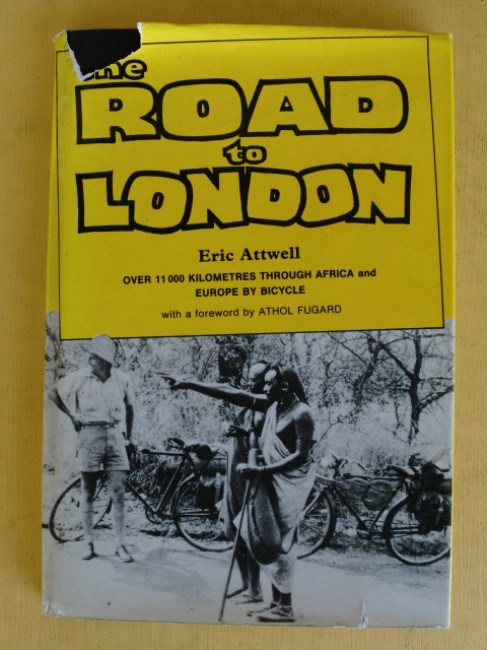 The
ROAD
to
LONDON
Eric Attwell
OVER 11 000 KILOMETRES THROUGH AFRICA and
EUROPE BY BICYCLE
with a foreword by ATHOL FUGARD